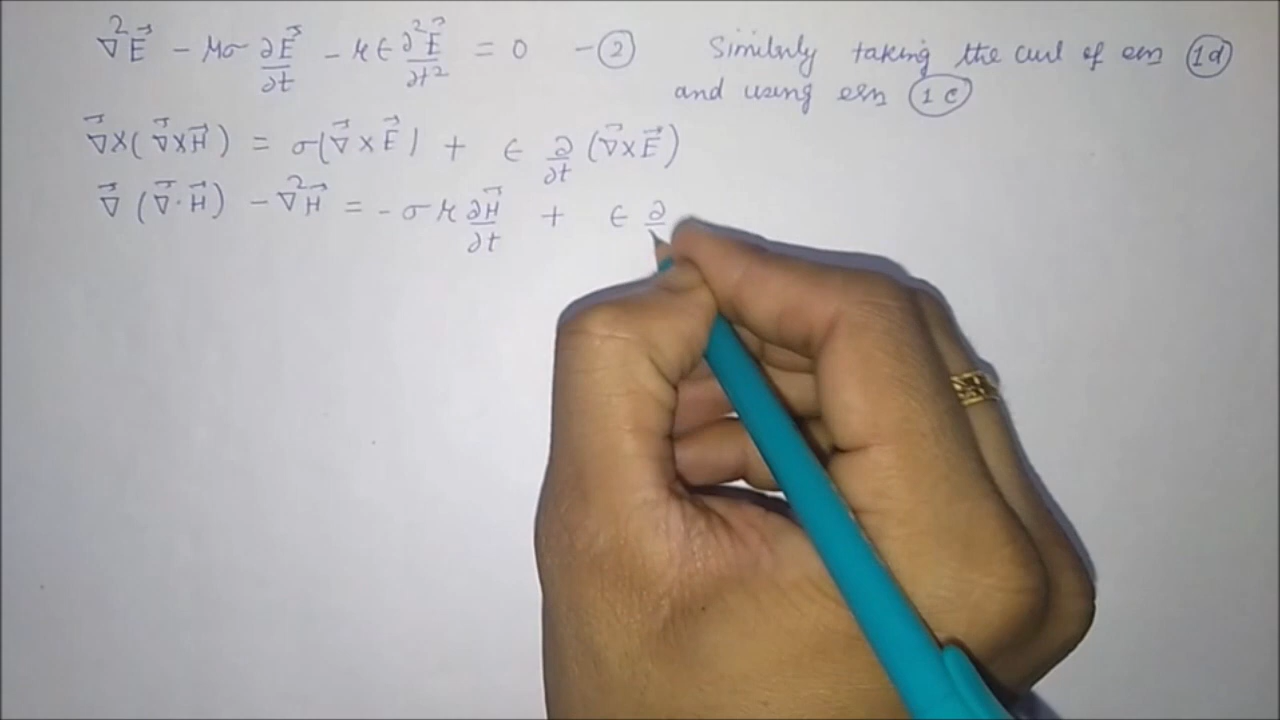 ∇²E⃗ - μσ ∂E⃗/∂t - μ∈ ∂²E⃗/∂t² = 0 - ② Similarly taking the curl of eqn (1d)
and using eqn (1c)
∇⃗×(∇⃗×H⃗) = σ(∇⃗×E⃗) + ∈ ∂/∂t (∇⃗×E⃗)
∇⃗(∇⃗·H⃗) - ∇²H⃗ = -σμ ∂H⃗/∂t + ∈ ∂